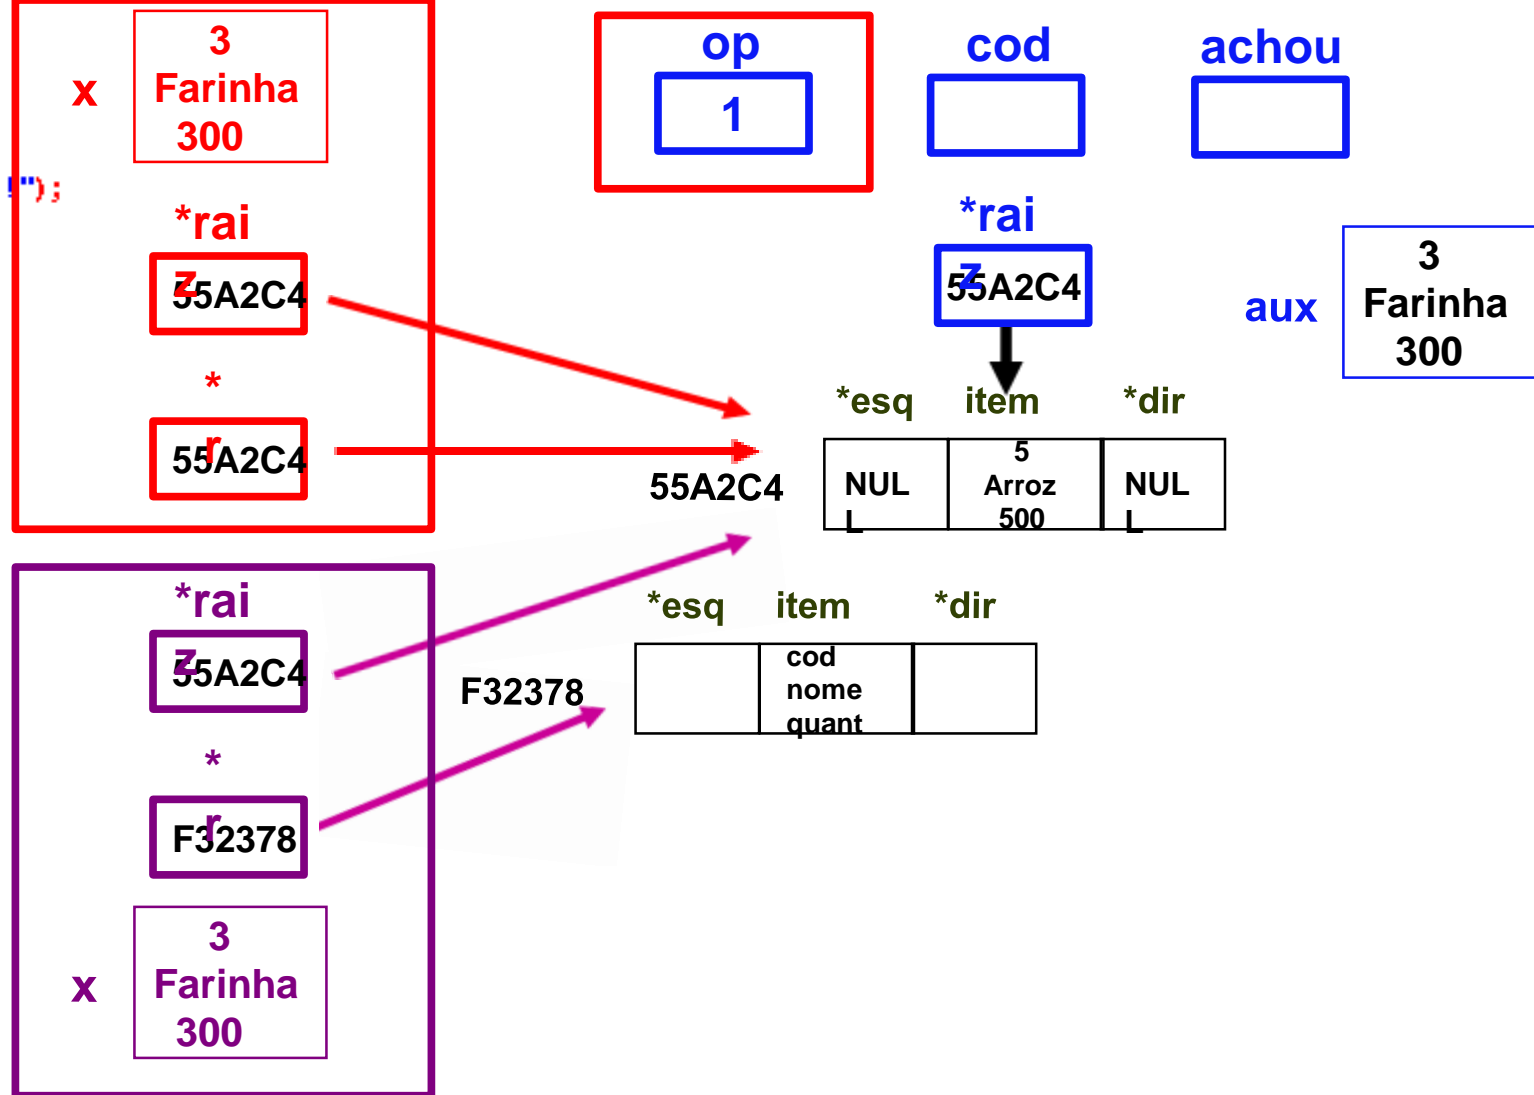 3
Farinha
300
x
!");
*rai
z
55A2C4
*
r
55A2C4
op
1
cod
achou
*rai
z
55A2C4
aux
3
Farinha
300
*esq item *dir
55A2C4
NUL
L
5
Arroz
500
NUL
L
*rai
z
55A2C4
*
r
F32378
x
3
Farinha
300
*esq item *dir
F32378
cod
nome
quant